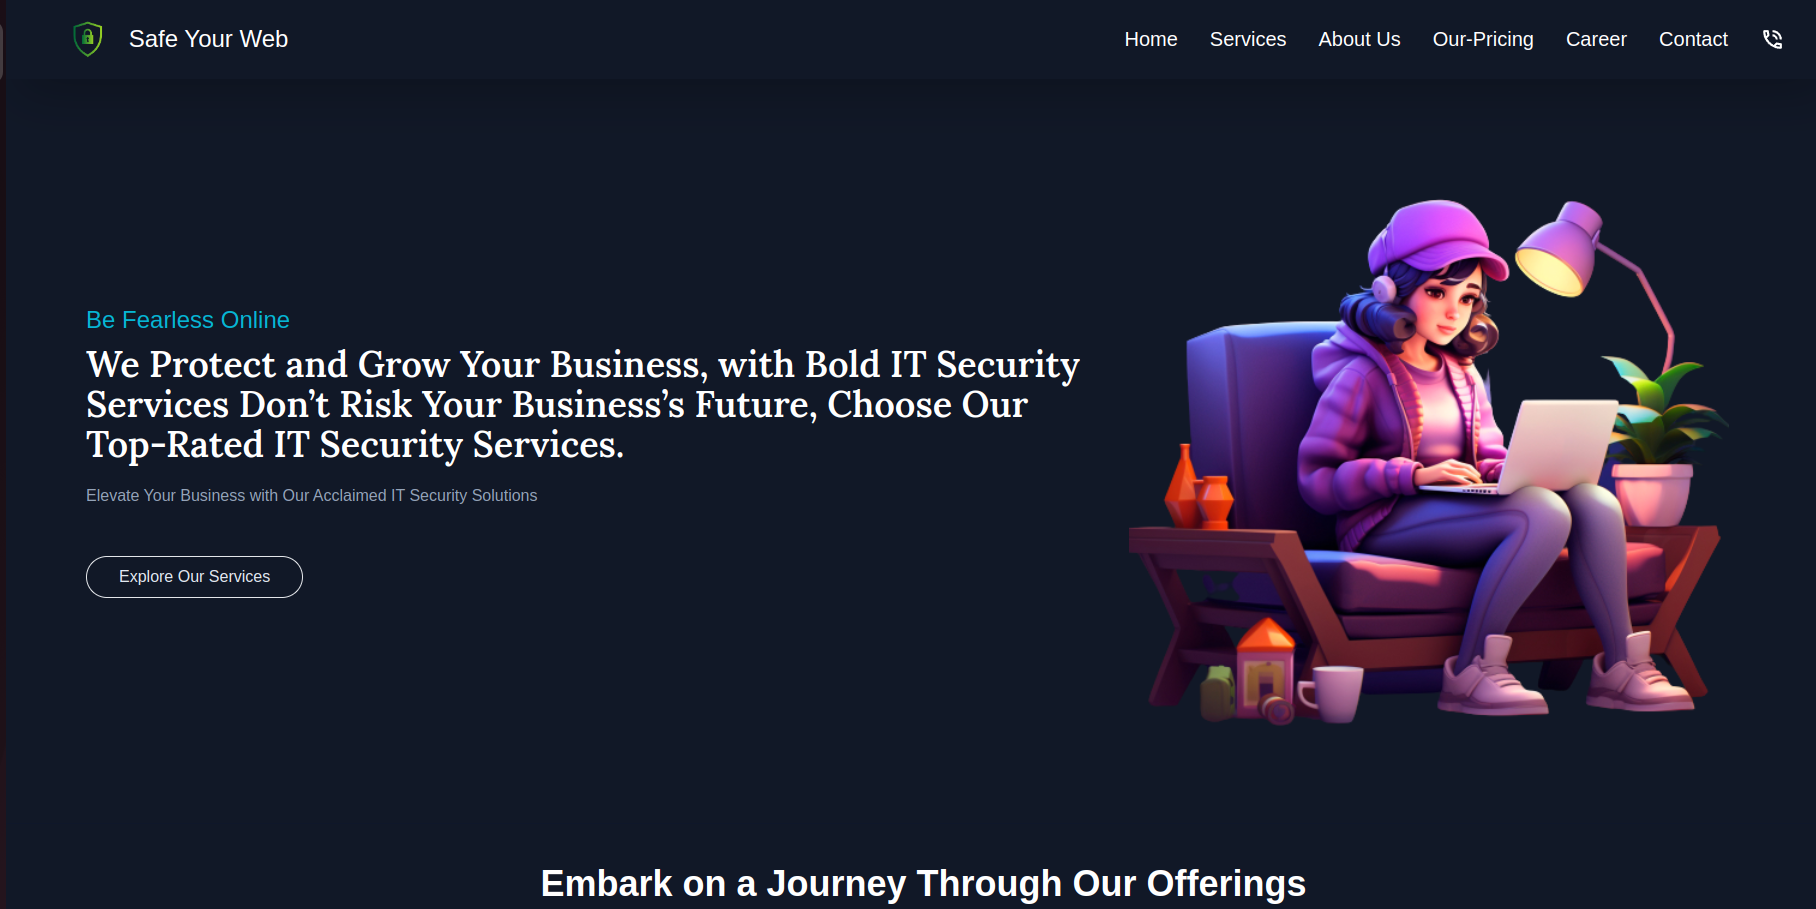 Safe Your Web
Home Services About Us Our-Pricing Career Contact
Be Fearless Online
We Protect and Grow Your Business, with Bold IT Security
Services Don’t Risk Your Business’s Future, Choose Our
Top-Rated IT Security Services.
Elevate Your Business with Our Acclaimed IT Security Solutions
Explore Our Services
Embark on a Journey Through Our Offerings